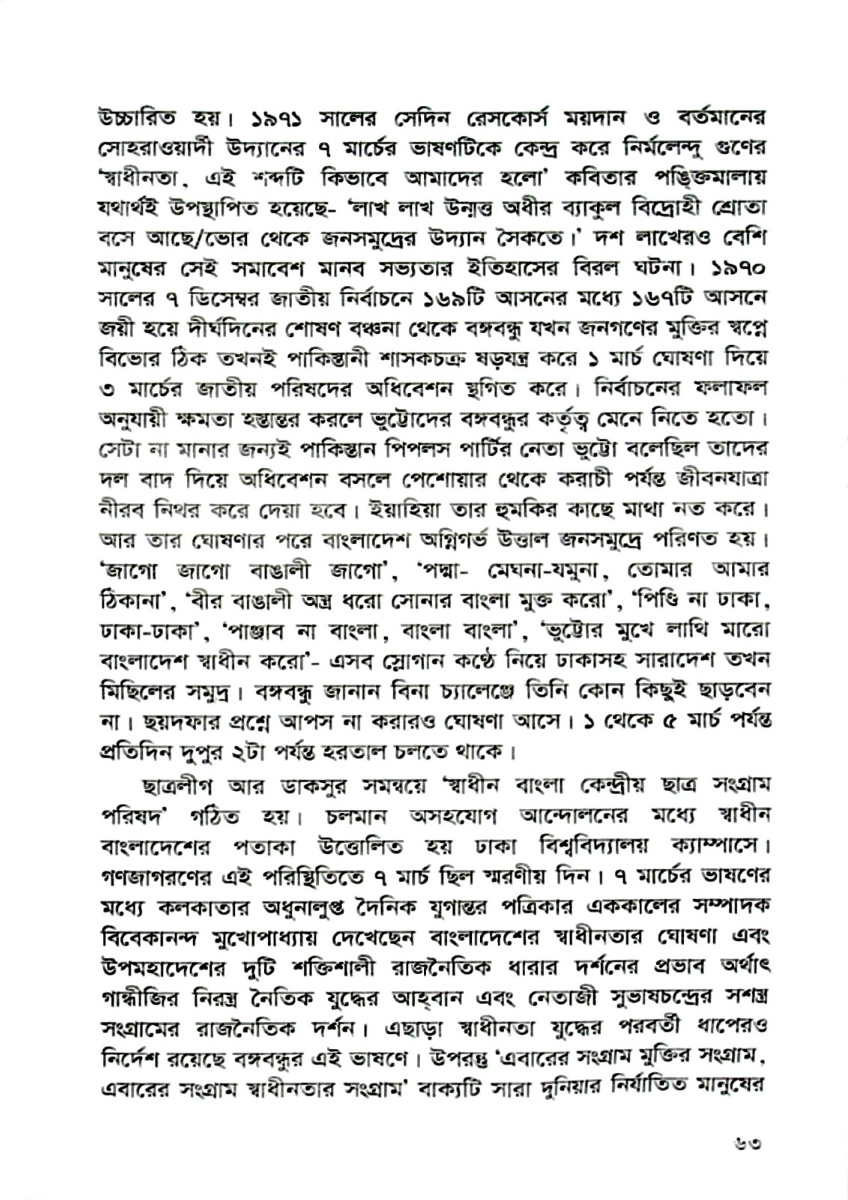 উচ্চারিত হয়। ১৯৭১ সালের সেদিন রেসকোর্স ময়দান ও বর্তমানের
সোহরাওয়ার্দী উদ্যানের ৭ মার্চের ভাষণটিকে কেন্দ্র করে নির্মলেন্দু গুণের
‘স্বাধীনতা, এই শব্দটি কিভাবে আমাদের হলো’ কবিতার পঙ্ক্তিমালায়
যথার্থই উপস্থাপিত হয়েছে- ‘লাখ লাখ উন্মত্ত অধীর ব্যাকুল বিদ্রোহী শ্রোতা
বসে আছে/ভোর থেকে জনসমুদ্রের উদ্যান সৈকতে।’ দশ লাখেরও বেশি
মানুষের সেই সমাবেশ মানব সভ্যতার ইতিহাসের বিরল ঘটনা। ১৯৭০
সালের ৭ ডিসেম্বর জাতীয় নির্বাচনে ১৬৯টি আসনের মধ্যে ১৬৭টি আসনে
জয়ী হয়ে দীর্ঘদিনের শোষণ বঞ্চনা থেকে বঙ্গবন্ধু যখন জনগণের মুক্তির স্বপ্নে
বিভোর ঠিক তখনই পাকিস্তানী শাসকচক্র ষড়যন্ত্র করে ১ মার্চ ঘোষণা দিয়ে
৩ মার্চের জাতীয় পরিষদের অধিবেশন স্থগিত করে। নির্বাচনের ফলাফল
অনুযায়ী ক্ষমতা হস্তান্তর করলে ভুট্টোদের বঙ্গবন্ধুর কর্তৃত্ব মেনে নিতে হতো।
সেটা না মানার জন্যই পাকিস্তান পিপলস পার্টির নেতা ভুট্টো বলেছিল তাদের
দল বাদ দিয়ে অধিবেশন বসলে পেশোয়ার থেকে করাচী পর্যন্ত জীবনযাত্রা
নীরব নিথর করে দেয়া হবে। ইয়াহিয়া তার হুমকির কাছে মাথা নত করে।
আর তার ঘোষণার পরে বাংলাদেশ অগ্নিগর্ভ উত্তাল জনসমুদ্রে পরিণত হয়।
‘জাগো জাগো বাঙালী জাগো’, ‘পদ্মা- মেঘনা-যমুনা, তোমার আমার
ঠিকানা’, ‘বীর বাঙালী অস্ত্র ধরো সোনার বাংলা মুক্ত করো’, ‘পিণ্ডি না ঢাকা,
ঢাকা-ঢাকা’, ‘পাঞ্জাব না বাংলা, বাংলা বাংলা’, ‘ভুট্টোর মুখে লাথি মারো
বাংলাদেশ স্বাধীন করো’- এসব স্লোগান কণ্ঠে নিয়ে ঢাকাসহ সারাদেশ তখন
মিছিলের সমুদ্র। বঙ্গবন্ধু জানান বিনা চ্যালেঞ্জে তিনি কোন কিছুই ছাড়বেন
না। ছয়দফার প্রশ্নে আপস না করারও ঘোষণা আসে। ১ থেকে ৫ মার্চ পর্যন্ত
প্রতিদিন দুপুর ২টা পর্যন্ত হরতাল চলতে থাকে।
ছাত্রলীগ আর ডাকসুর সমন্বয়ে ‘স্বাধীন বাংলা কেন্দ্রীয় ছাত্র সংগ্রাম
পরিষদ’ গঠিত হয়। চলমান অসহযোগ আন্দোলনের মধ্যে স্বাধীন
বাংলাদেশের পতাকা উত্তোলিত হয় ঢাকা বিশ্ববিদ্যালয় ক্যাম্পাসে।
গণজাগরণের এই পরিস্থিতিতে ৭ মার্চ ছিল স্মরণীয় দিন। ৭ মার্চের ভাষণের
মধ্যে কলকাতার অধুনালুপ্ত দৈনিক যুগান্তর পত্রিকার এককালের সম্পাদক
বিবেকানন্দ মুখোপাধ্যায় দেখেছেন বাংলাদেশের স্বাধীনতার ঘোষণা এবং
উপমহাদেশের দুটি শক্তিশালী রাজনৈতিক ধারার দর্শনের প্রভাব অর্থাৎ
গান্ধীজির নিরস্ত্র নৈতিক যুদ্ধের আহ্বান এবং নেতাজী সুভাষচন্দ্রের সশস্ত্র
সংগ্রামের রাজনৈতিক দর্শন। এছাড়া স্বাধীনতা যুদ্ধের পরবর্তী ধাপেরও
নির্দেশ রয়েছে বঙ্গবন্ধুর এই ভাষণে। উপরন্তু ‘এবারের সংগ্রাম মুক্তির সংগ্রাম,
এবারের সংগ্রাম স্বাধীনতার সংগ্রাম’ বাক্যটি সারা দুনিয়ার নির্যাতিত মানুষের
৬৩